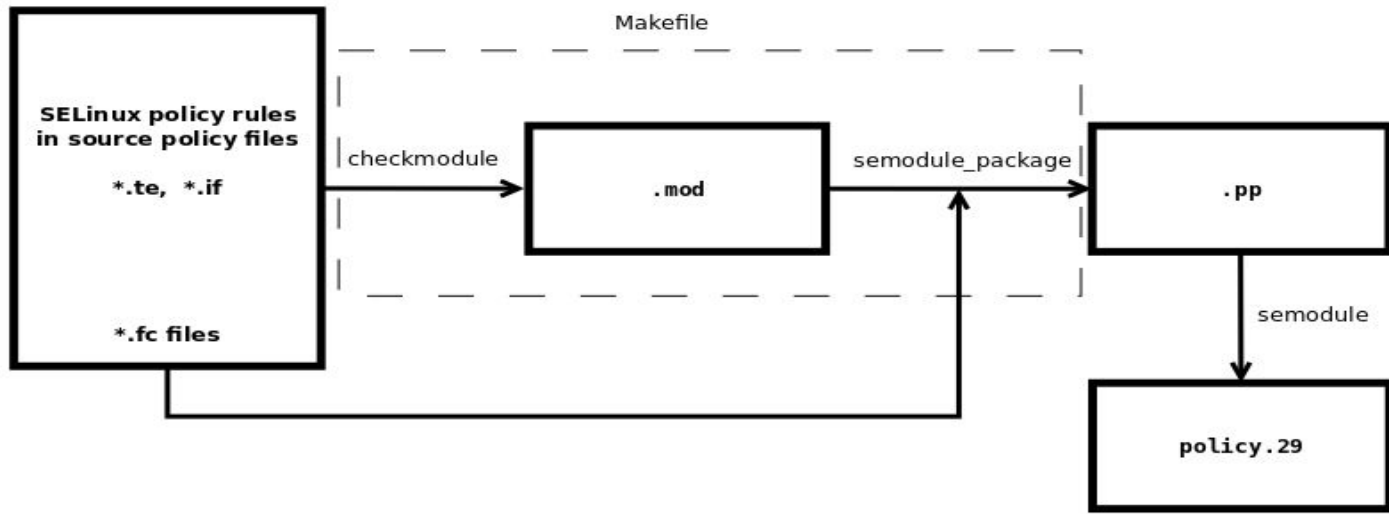 Makefile
SELinux policy rules
in source policy files
*.te, *.if
*.fc files
checkmodule
.mod
semodule_package
.pp
semodule
policy.29